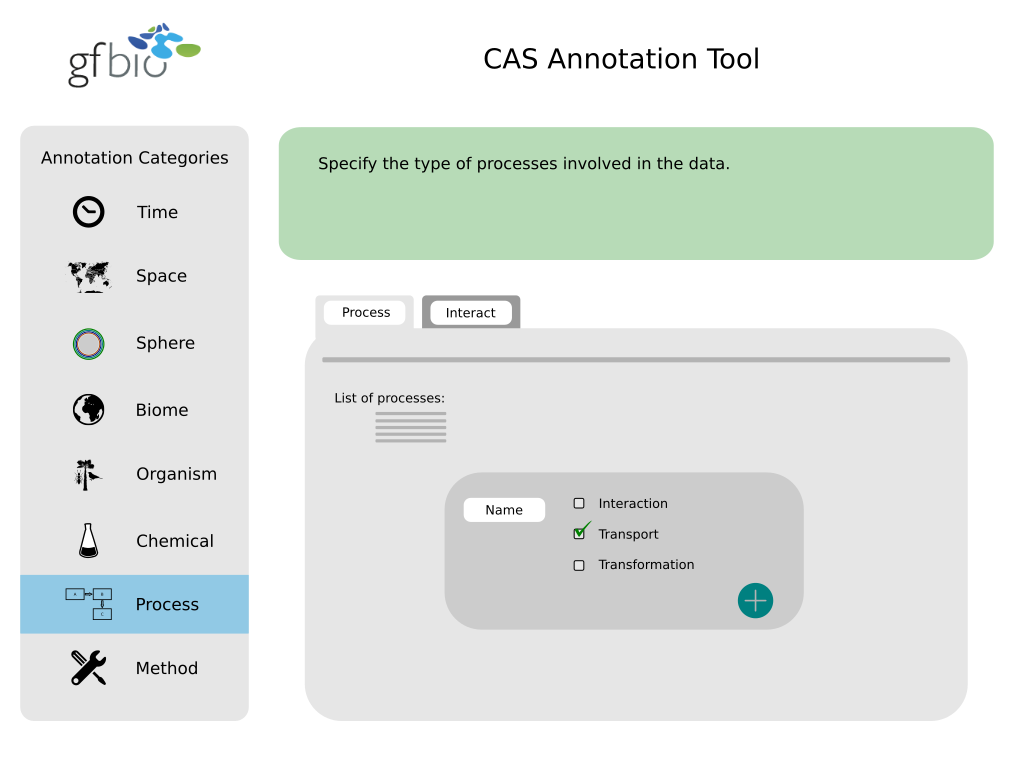 gfbio
CAS Annotation Tool
Annotation Categories
Time
Space
Sphere
Biome
Organism
Chemical
Process
A
B
C
Method
Specify the type of processes involved in the data.
Process
Interact
List of processes:
Name
Interaction
Transport
Transformation